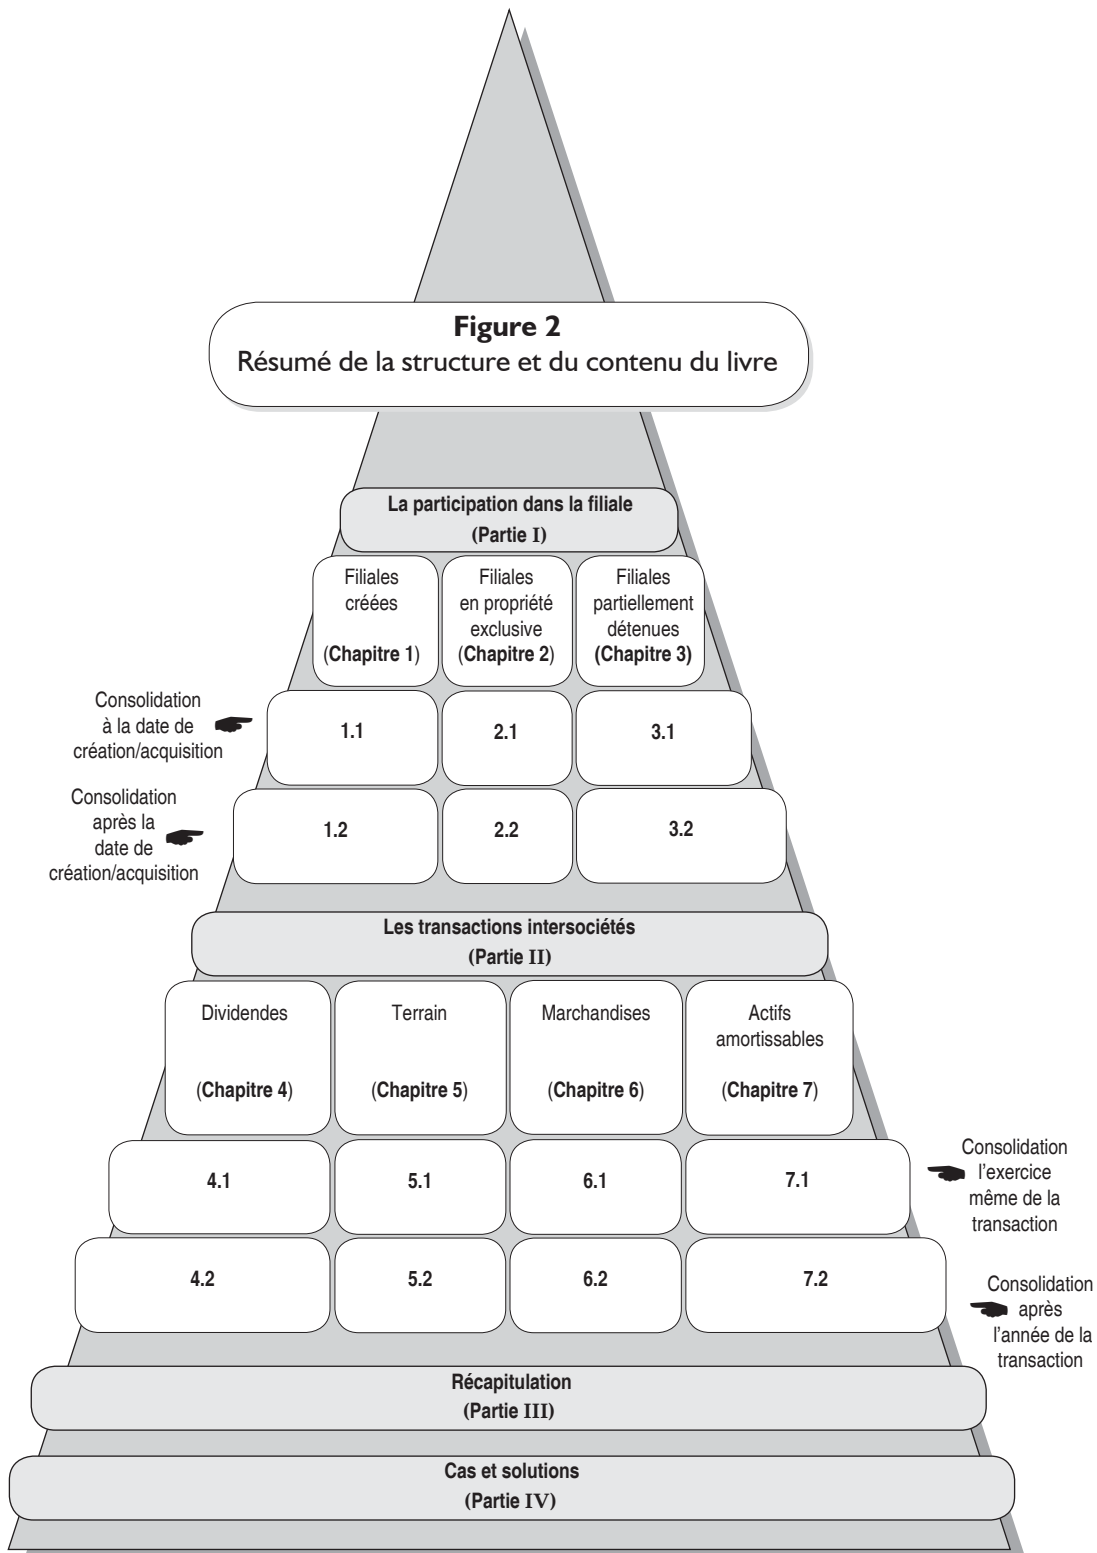 Figure 2
Résumé de la structure et du contenu du livre
La participation dans la filiale
(Partie I)
Filiales
créées
(Chapitre 1)
Filiales
en propriété
exclusive
(Chapitre 2)
Filiales
partiellement
détenues
(Chapitre 3)
Consolidation
à la date de
création/acquisition
1.1
2.1
3.1
Consolidation
après la
date de
création/acquisition
1.2
2.2
3.2
Les transactions intersociétés
(Partie II)
Dividendes
(Chapitre 4)
Terrain
(Chapitre 5)
Marchandises
(Chapitre 6)
Actifs
amortissables
(Chapitre 7)
4.1
5.1
6.1
7.1
Consolidation
l'exercice
même de la
transaction
4.2
5.2
6.2
7.2
Consolidation
après
l'année de la
transaction
Récapitulation
(Partie III)
Cas et solutions
(Partie IV)